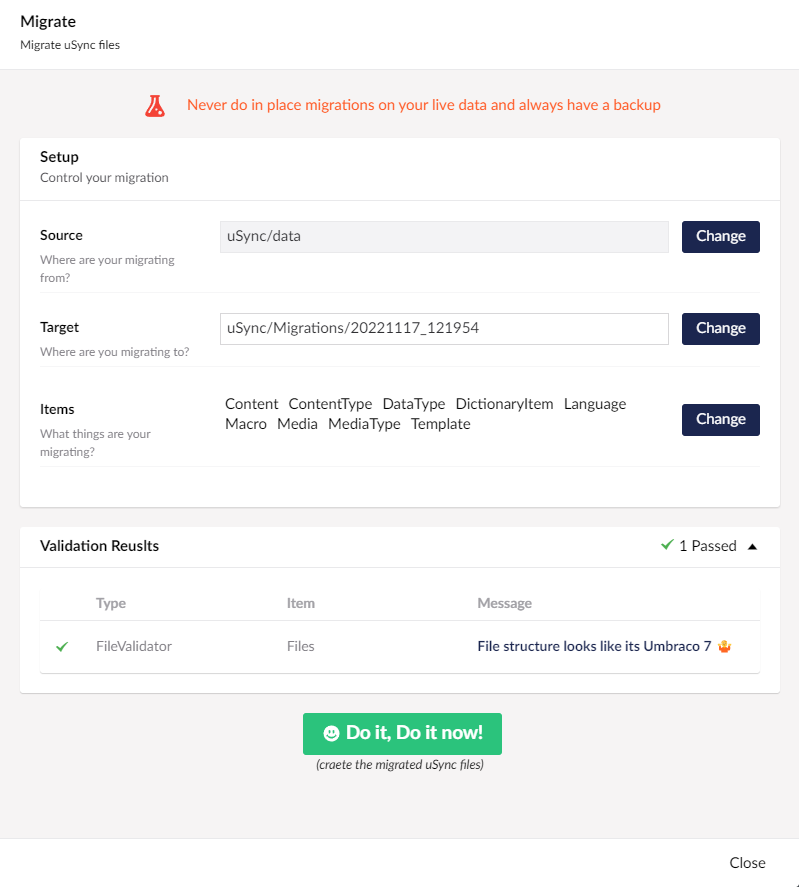 Migrate
Migrate uSync files
Never do in place migrations on your live data and always have a backup
Setup
Control your migration
Source
Where are your migrating
from?
uSync/data
Change
Target
Where are you migrating to?
uSync/Migrations/20221117_121954
Change
Items
What things are your
migrating?
Content ContentType DataType DictionaryItem Language
Macro Media MediaType Template
Change
Validation Reuslts
1 Passed
Type Item Message
FileValidator Files File structure looks like its Umbraco 7
Do it, Do it now!
(craete the migrated uSync files)
Close